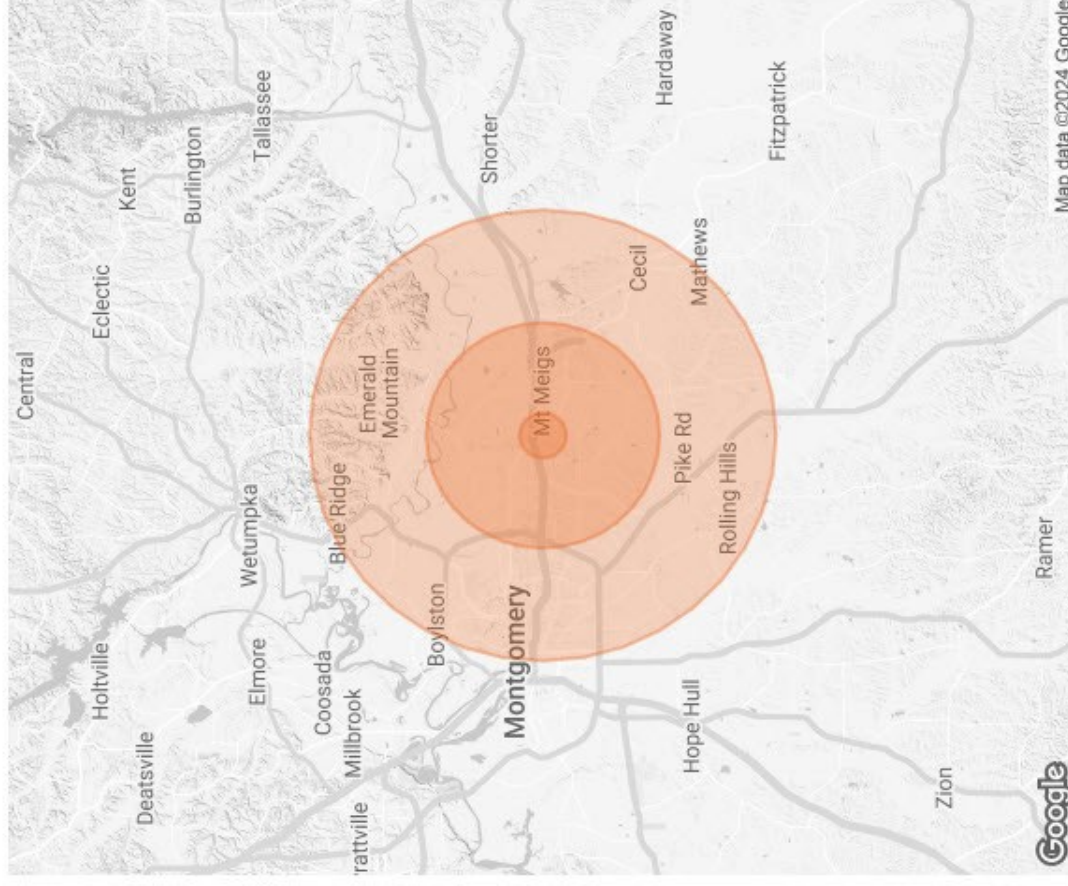 Central
Kent
Eclectic
Burlington
Tallassee
Holtville
Deatsville
Wetumpka
Elmore
Coosada
Millbrook
rattville
Blue Ridge
Emerald
Mountain
Boylston
Montgomery
Mt Meigs
Shorter
Hardaway
Cecil
Mathews
Fitzpatrick
Pike Rd
Rolling Hills
Hope Hull
Zion
Ramer
Google
Map data ©2024 Google